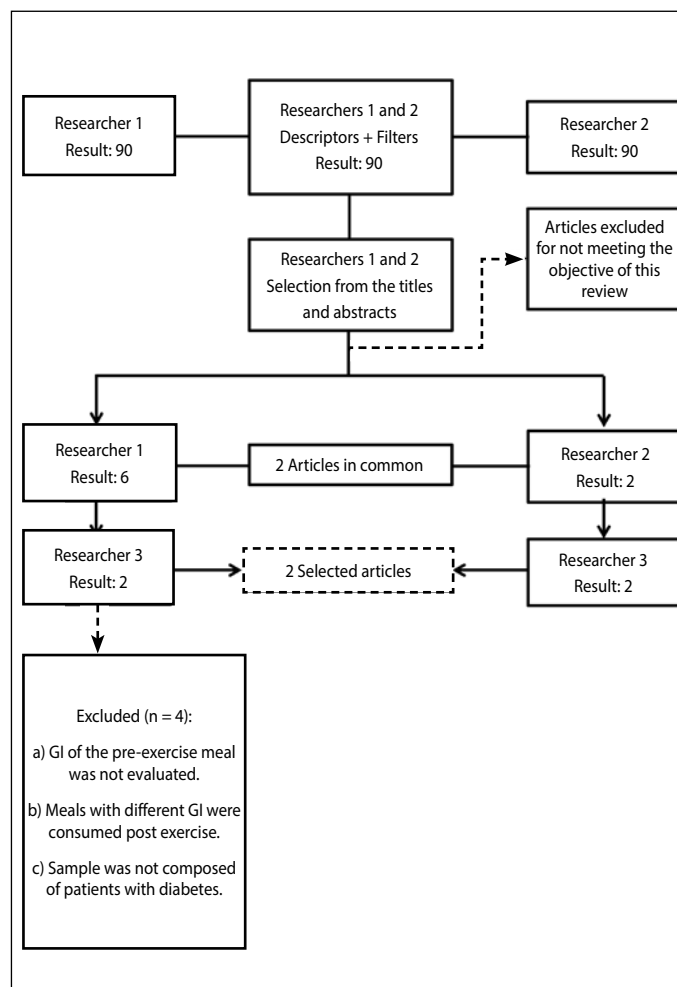 Researcher 1
Result: 90
Researchers 1 and 2
Descriptors + Filters
Result: 90
Researcher 2
Result: 90
Researchers 1 and 2
Selection from the titles
and abstracts
Articles excluded
for not meeting the
objective of this
review
Researcher 1
Result: 6
2 Articles in common
Researcher 2
Result: 2
Researcher 3
Result: 2
2 Selected articles
Researcher 3
Result: 2
Excluded (n = 4):
a) GI of the pre-exercise meal
was not evaluated.
b) Meals with different GI were
consumed post exercise.
c) Sample was not composed
of patients with diabetes.